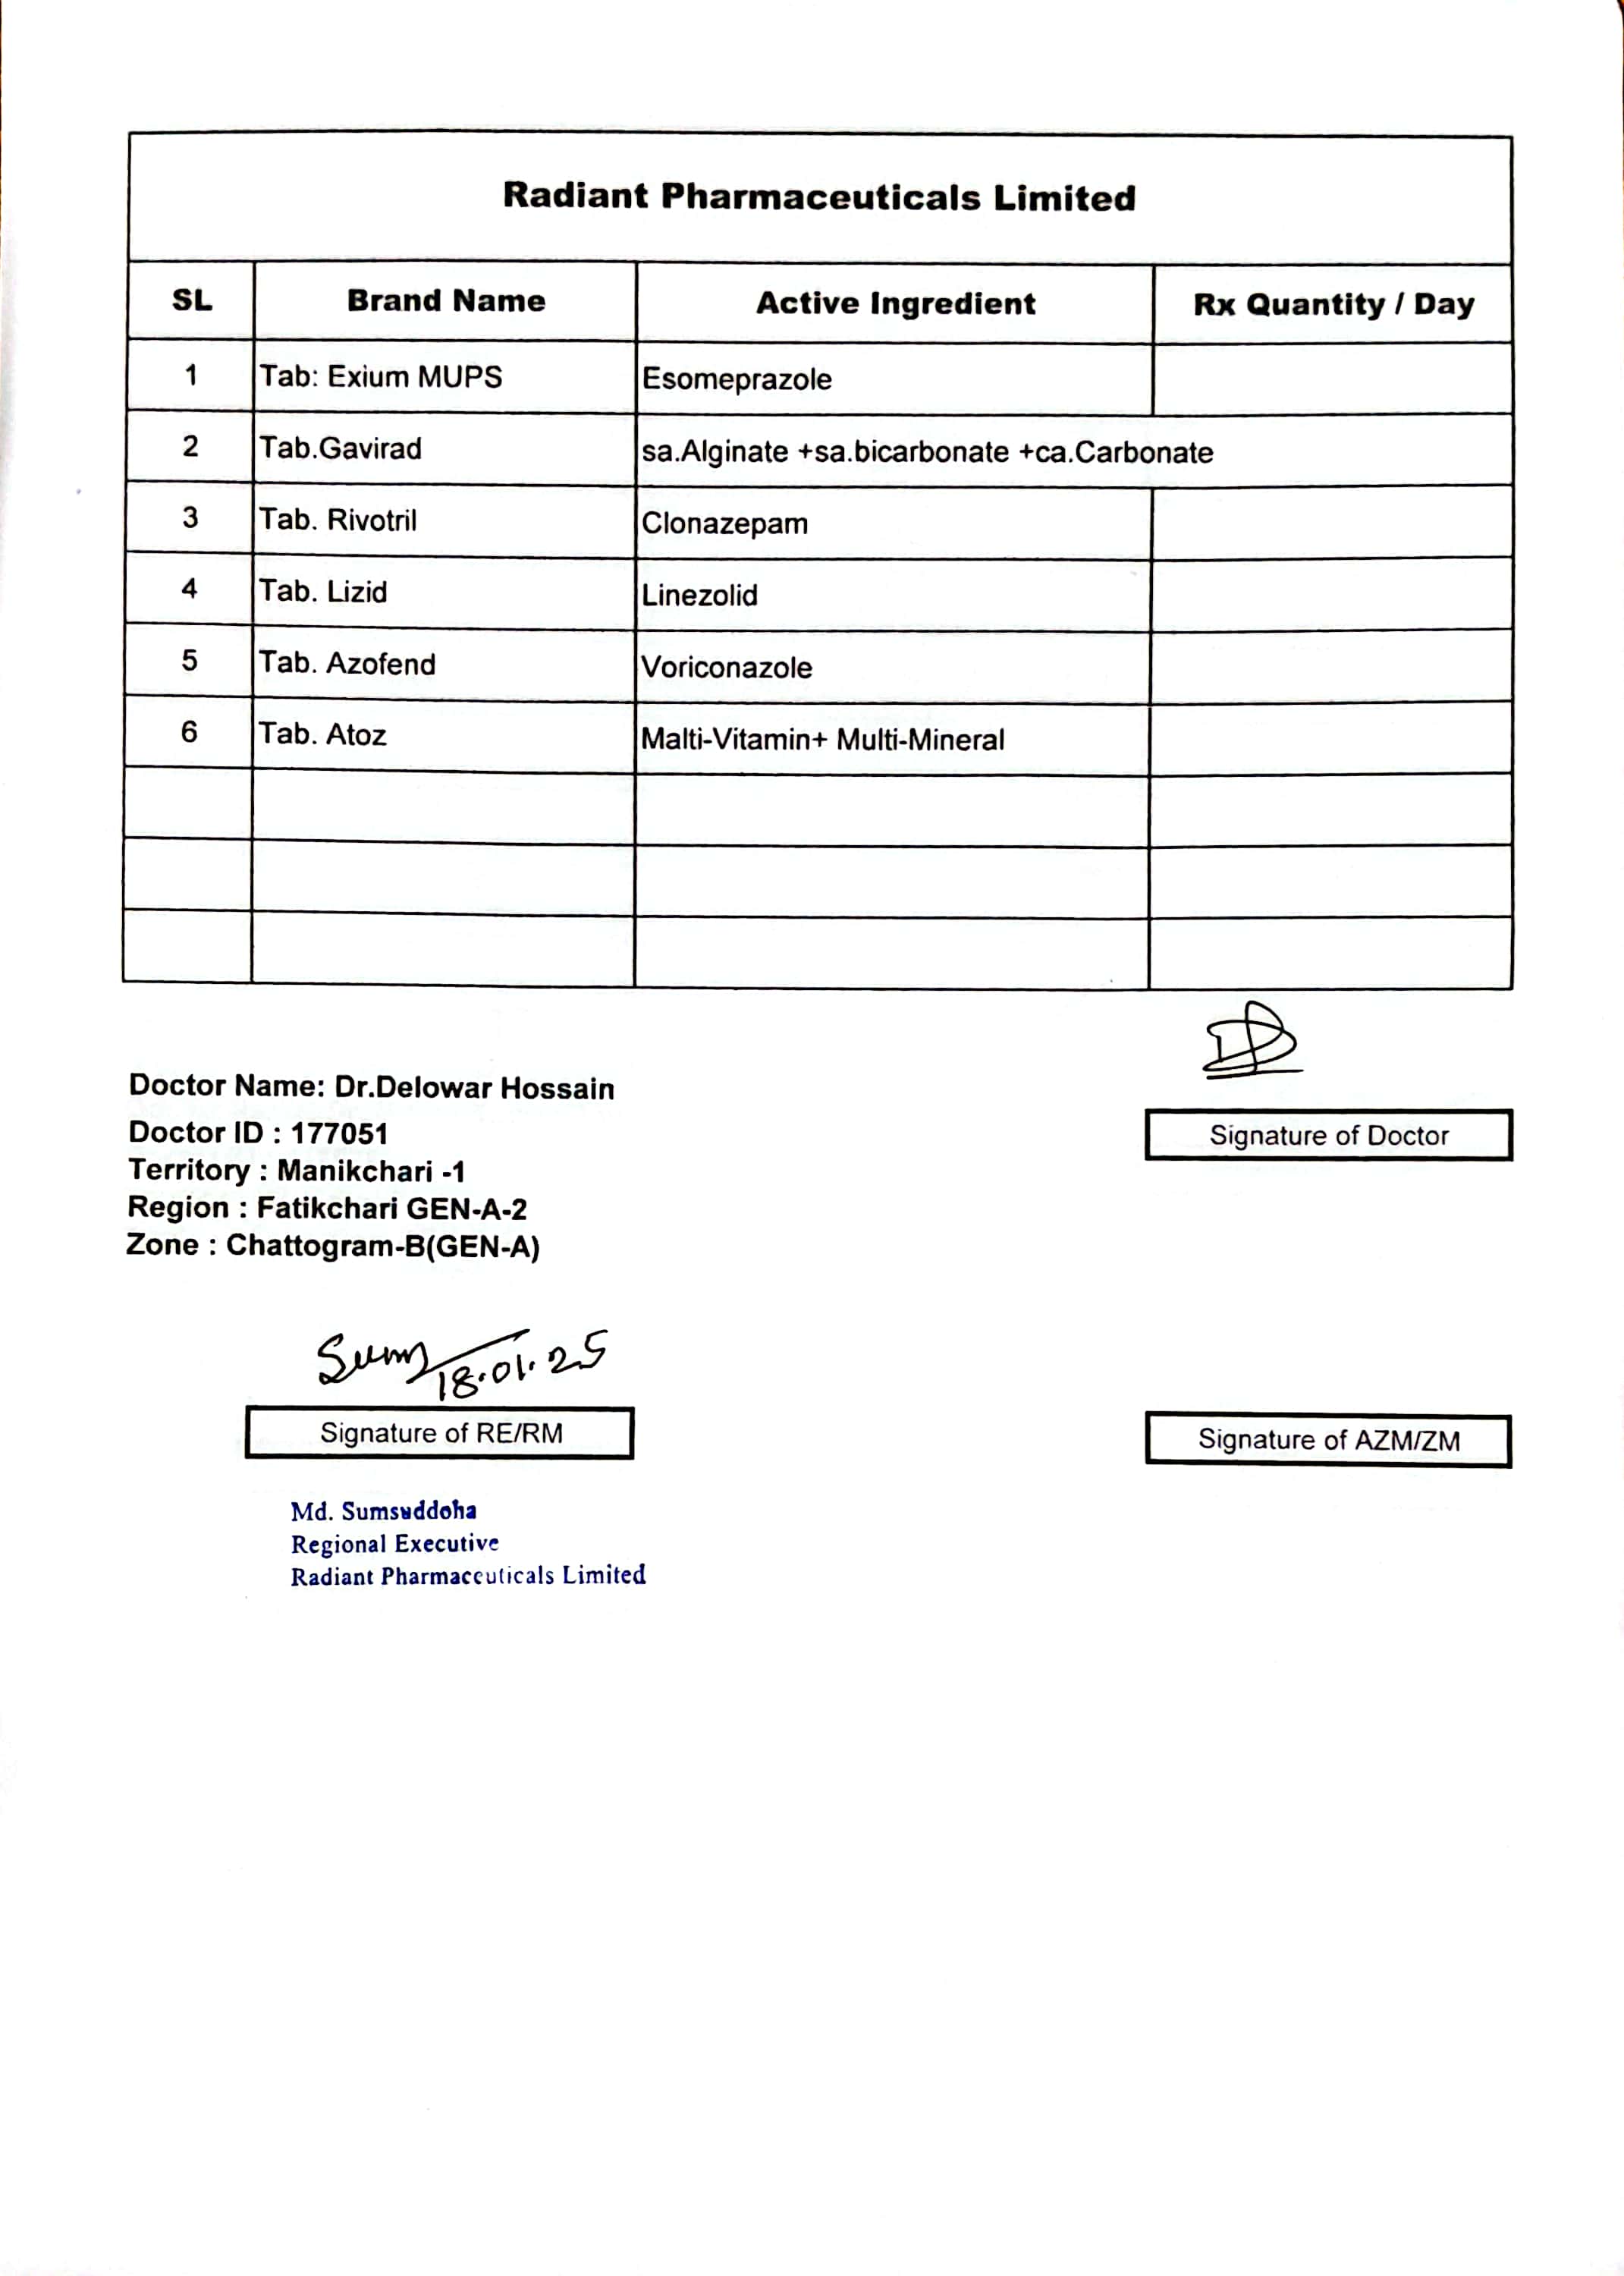 Radiant Pharmaceuticals Limited
SL Brand Name Active Ingredient Rx Quantity / Day
1 Tab: Exium MUPS Esomeprazole
2 Tab.Gavirad sa.Alginate +sa.bicarbonate +ca.Carbonate
3 Tab. Rivotril Clonazepam
4 Tab. Lizid Linezolid
5 Tab. Azofend Voriconazole
6 Tab. Atoz Malti-Vitamin+ Multi-Mineral
Doctor Name: Dr.Delowar Hossain
Signature of Doctor
Doctor ID : 177051
Territory : Manikchari -1
Region : Fatikchari GEN-A-2
Zone : Chattogram-B(GEN-A)
18.01.25
Signature of RE/RM
Signature of AZM/ZM
Md. Sumsuddoha
Regional Executive
Radiant Pharmaceuticals Limited